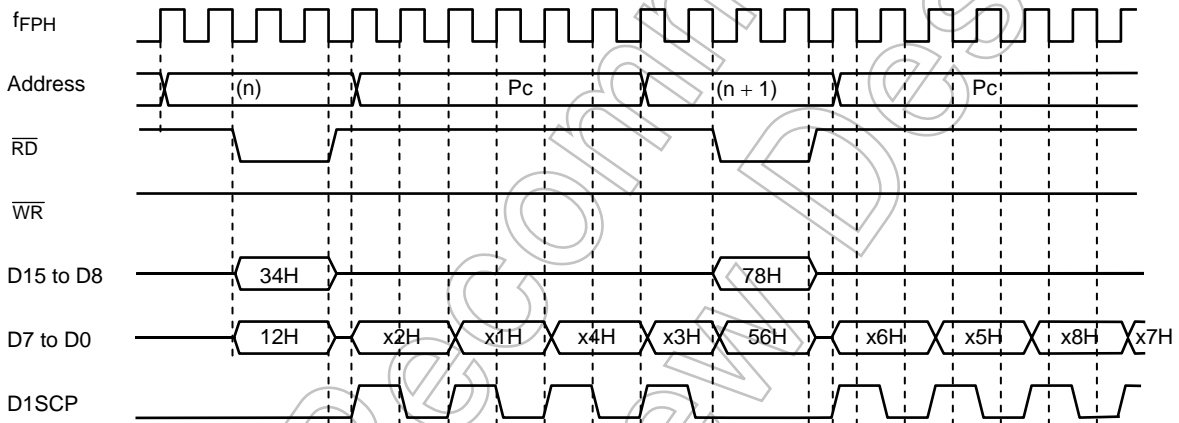 fFPH
Address (n) Pc (n + 1) Pc
RD
WR
D15 to D8 34H 78H
D7 to D0 12H x2H x1H x4H x3H 56H x6H x5H x8H x7H
D1SCP